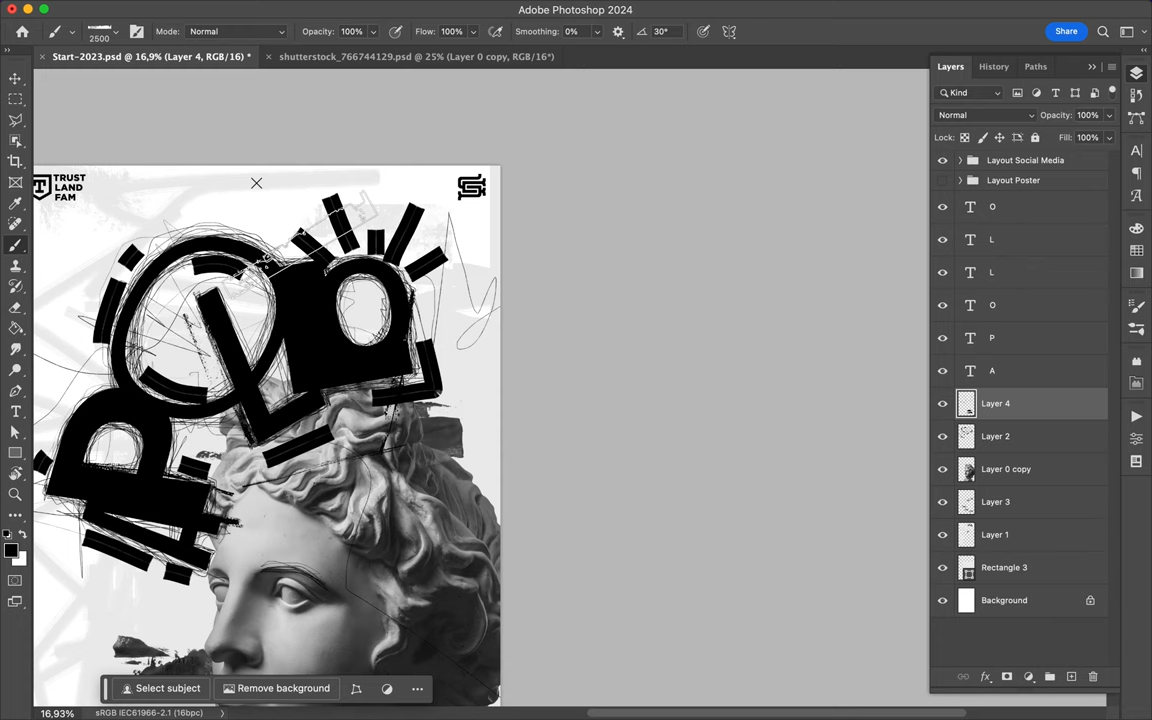 Adobe Photoshop 2024
2500
Mode: Normal
Opacity: 100%
Flow: 100%
Smoothing: 0%
30°
Share
× Start-2023.psd @ 16,9% (Layer 4, RGB/16) *
× shutterstock_766744129.psd @ 25% (Layer 0 copy, RGB/16*)
Layers
History
Paths
Kind
Normal
Opacity: 100%
Lock:
Fill: 100%
Layout Social Media
Layout Poster
T O
T L
T L
T O
T P
T A
Layer 4
Layer 2
Layer 0 copy
Layer 3
Layer 1
Rectangle 3
Background
TRUST
LAND
FAM
Select subject
Remove background
16,93%
sRGB IEC61966-2.1 (16bpc)